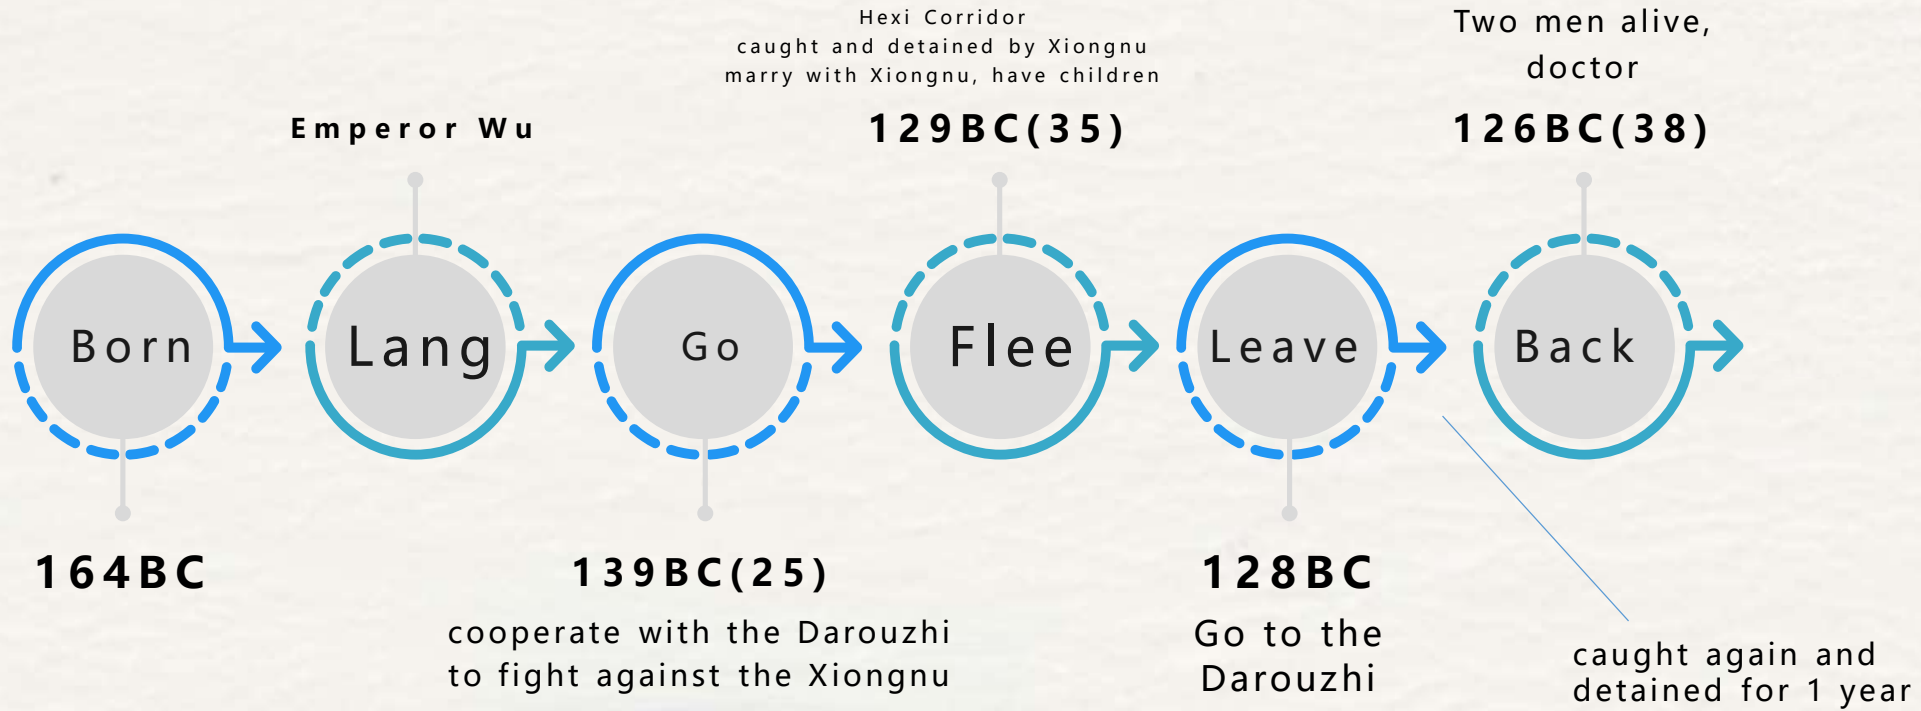 Born
164BC
Emperor Wu
Lang
Go
139BC(25)
cooperate with the Darouzhi
to fight against the Xiongnu
Hexi Corridor
caught and detained by Xiongnu
marry with Xiongnu, have children
129BC(35)
Flee
Leave
128BC
Go to the
Darouzhi
caught again and
detained for 1 year
Two men alive,
doctor
126BC(38)
Back